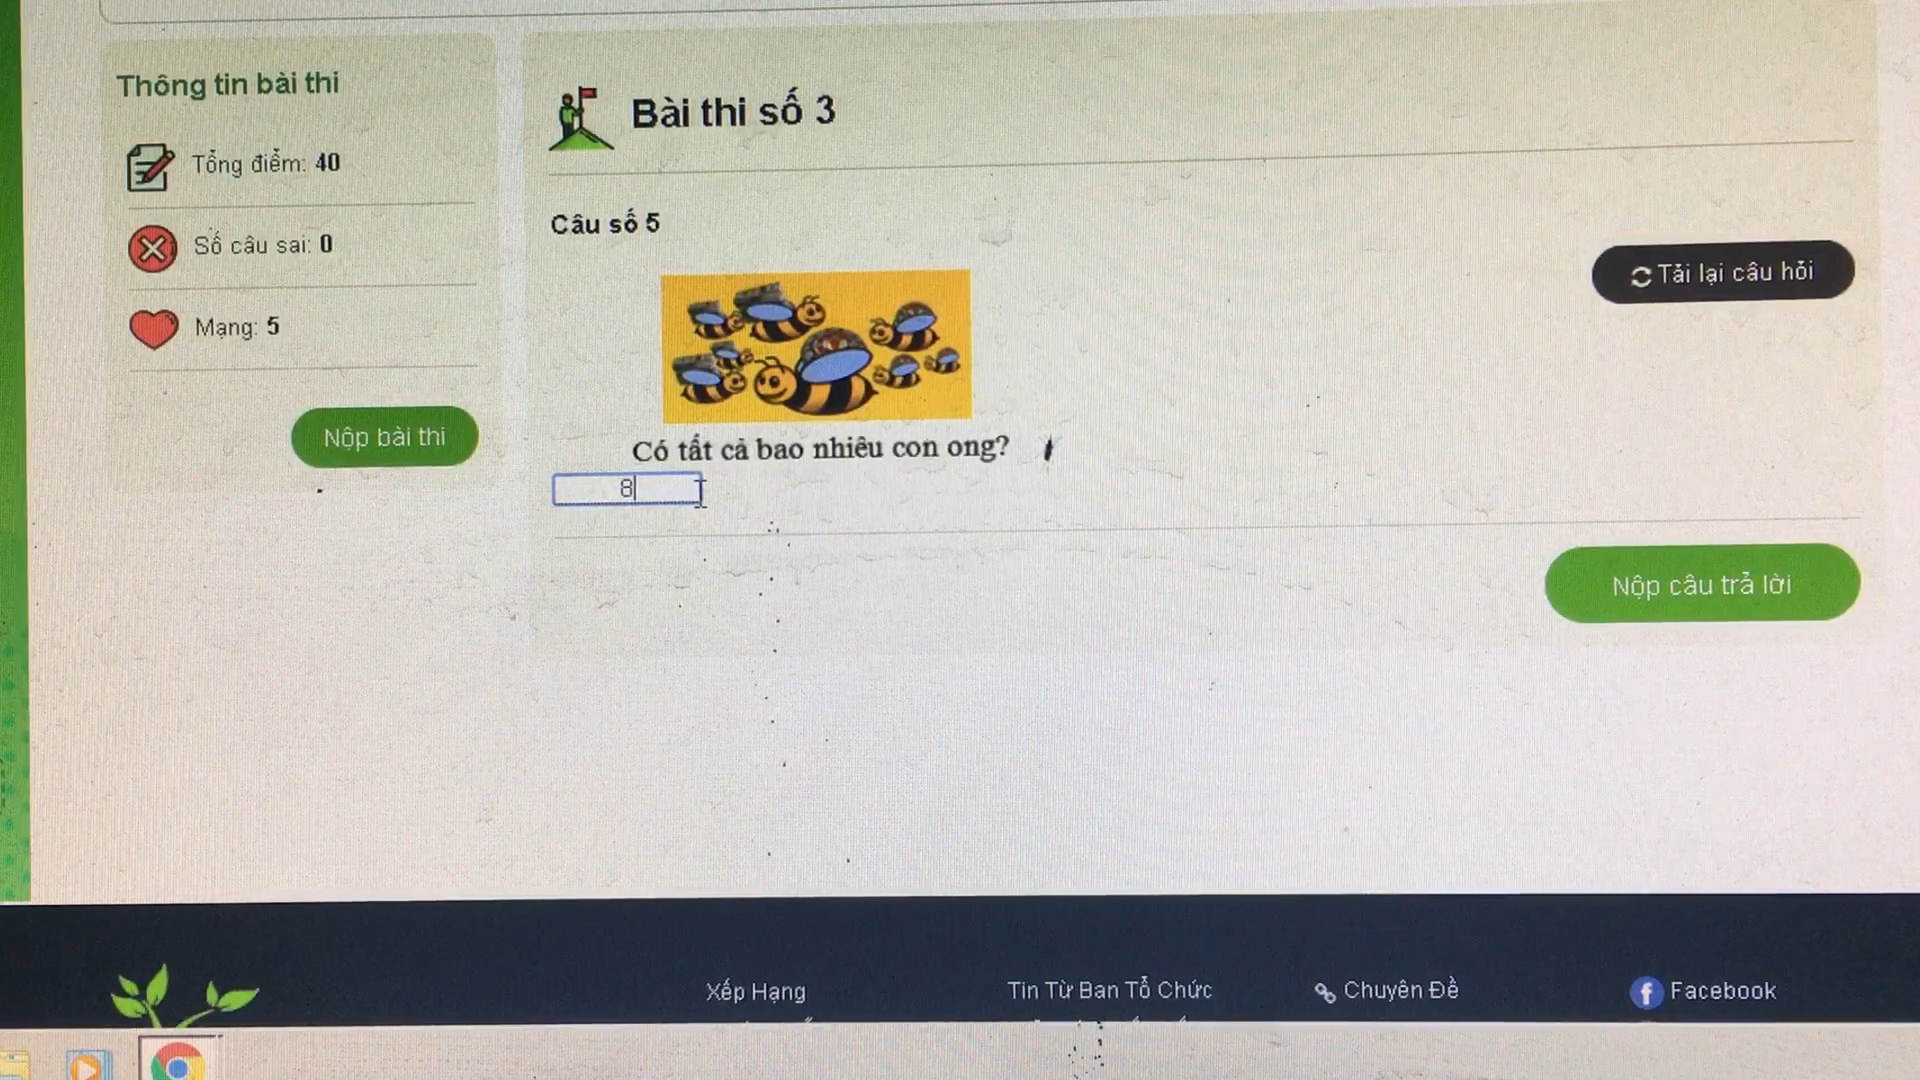 Thông tin bài thi
Tổng điểm: 40
Số câu sai: 0
Mạng: 5
Nộp bài thi
Bài thi số 3
Câu số 5
Tải lại câu hỏi
Có tất cả bao nhiêu con ong?
8
Nộp câu trả lời
Xếp Hạng
Tin Từ Ban Tổ Chức
Chuyên Đề
Facebook